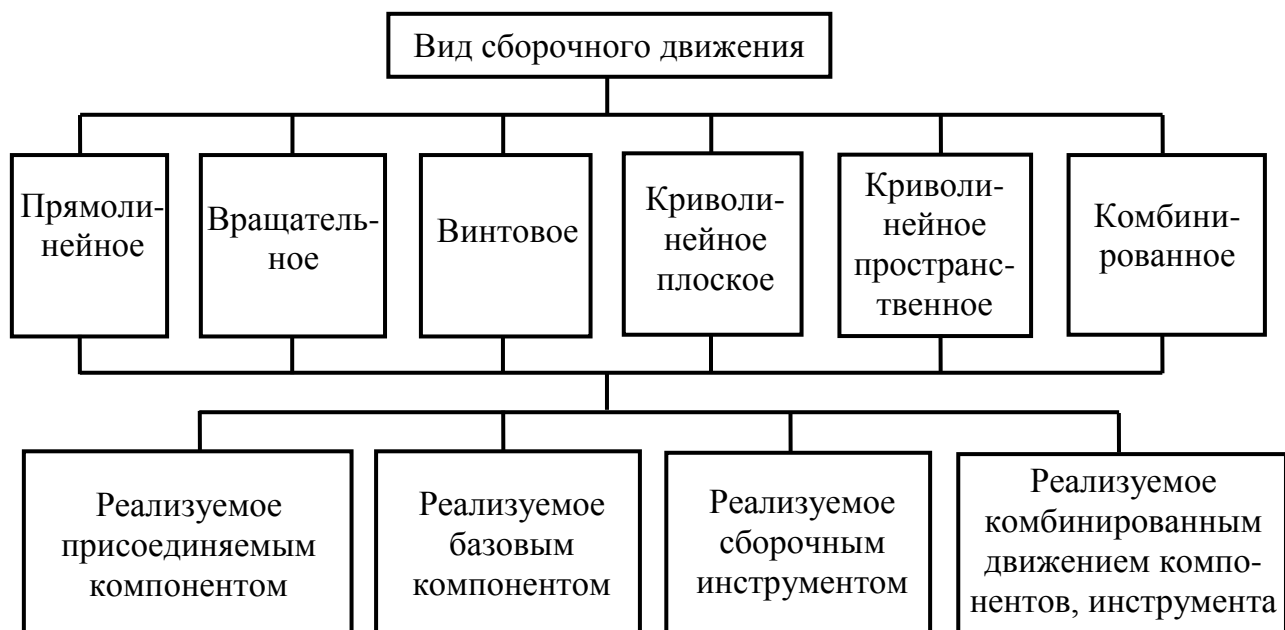 Вид сборочного движения
Прямоли-
нейное
Вращатель-
ное
Винтовое
Криволи-
нейное
плоское
Криволи-
нейное
пространс-
твенное
Комбини-
рованное
Реализуемое
присоединяемым
компонентом
Реализуемое
базовым
компонентом
Реализуемое
сборочным
инструментом
Реализуемое
комбинированным
движением компо-
нентов, инструмента